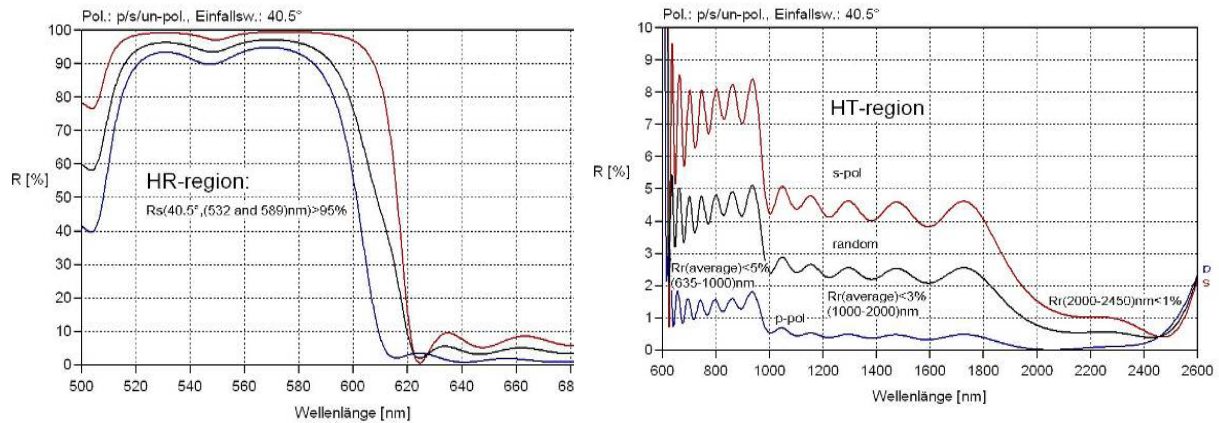 Pol.: p/s/un-pol., Einfallsw.: 40.5°
100
90
80
70
60
R [%]
50
40
30
20
10
0
HR-region:
Rs(40.5°,(532 and 589)nm)>95%
500 520 540 560 580 600 620 640 660 68
Wellenlänge [nm]
Pol.: p/s/un-pol., Einfallsw.: 40.5°
10
9
8
7
6
R [%]
5
4
3
2
1
0
HT-region
s-pol
random
Rr(average)<5%
(635-1000)nm
Rr(average)<3%
(1000-2000)nm
Rr(2000-2450)nm<1%
p-pol
p
s
600 800 1000 1200 1400 1600 1800 2000 2200 2400 2600
Wellenlänge [nm]